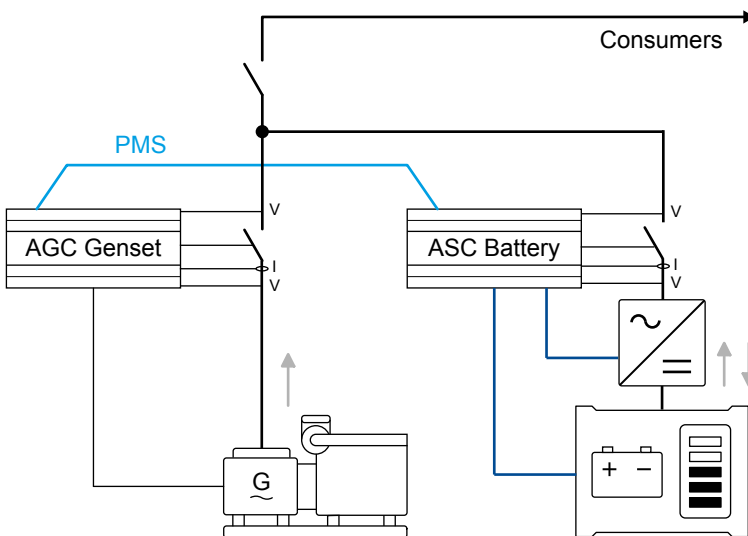 Consumers
PMS
V
V
AGC Genset
ASC Battery
I
I
V
V
G
+ −